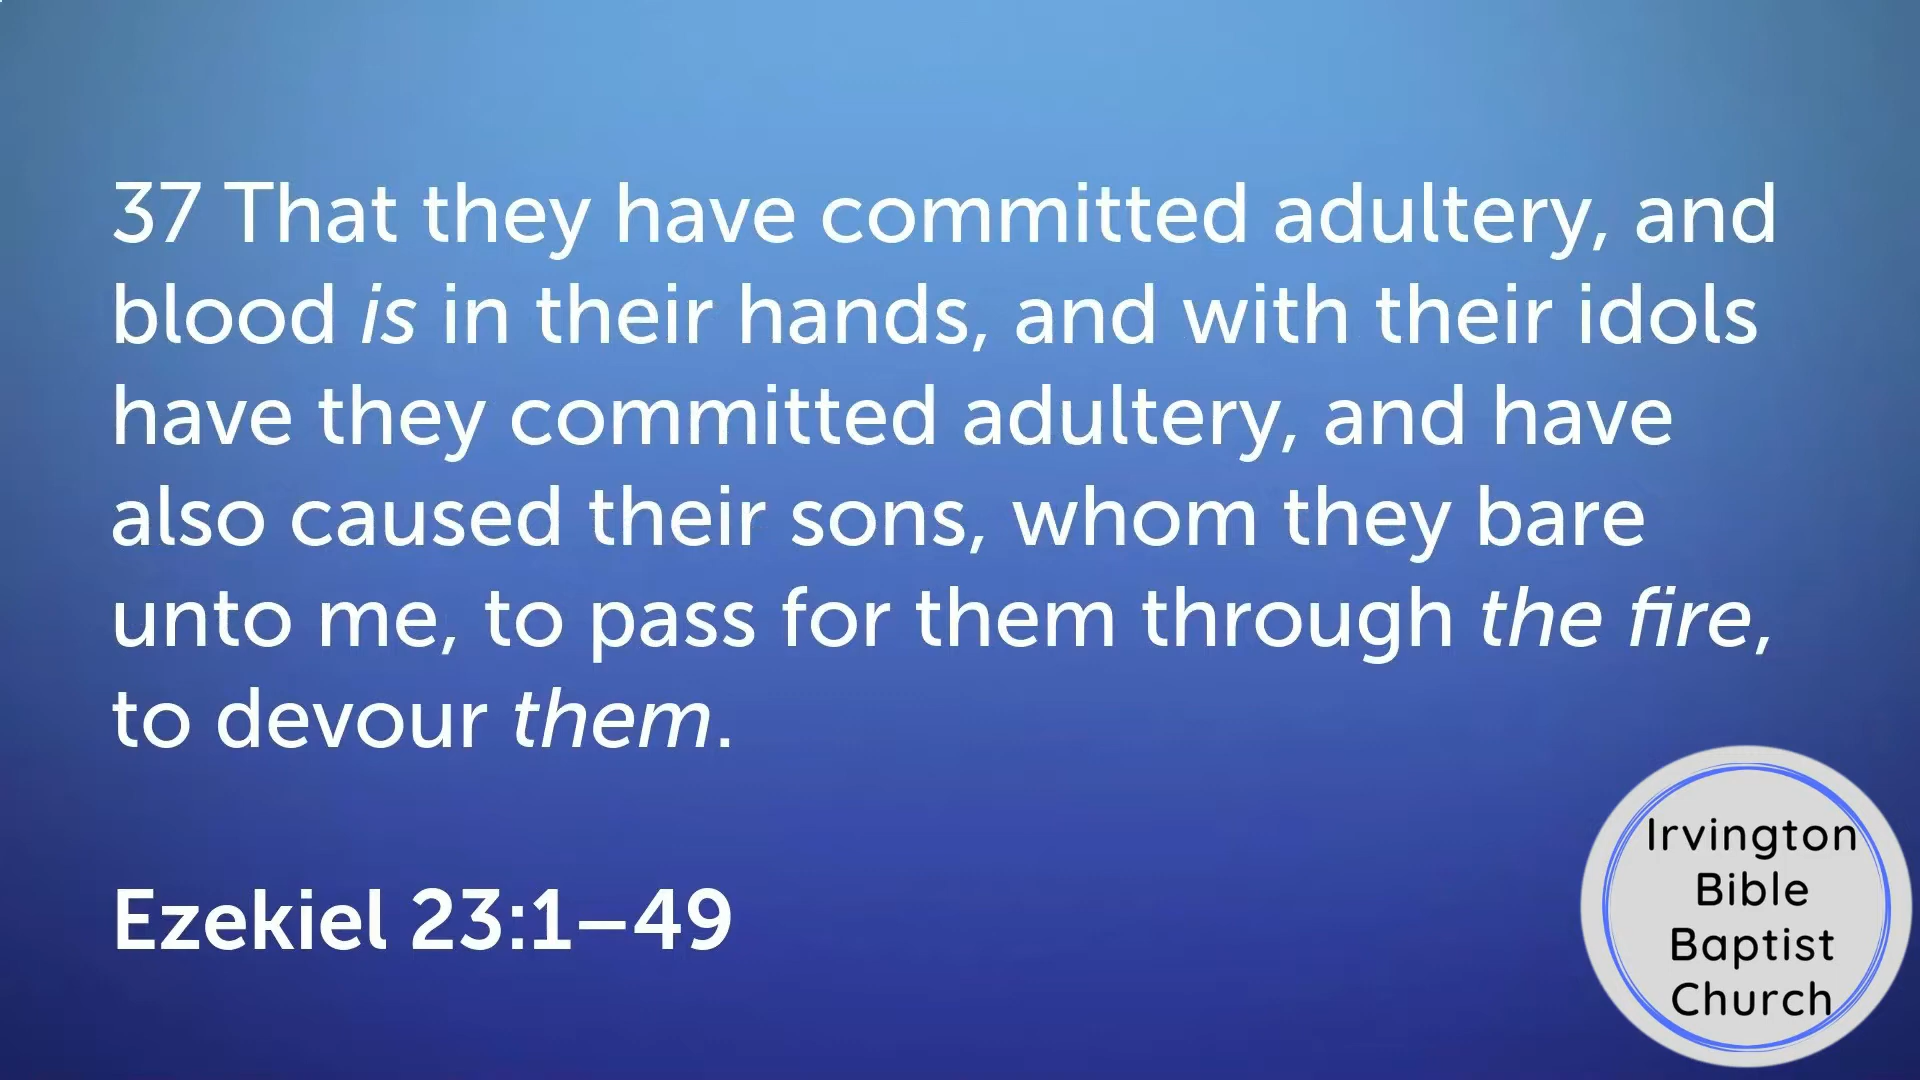 37 That they have committed adultery, and
blood is in their hands, and with their idols
have they committed adultery, and have
also caused their sons, whom they bare
unto me, to pass for them through the fire,
to devour them.
Ezekiel 23:1–49
Irvington
Bible
Baptist
Church